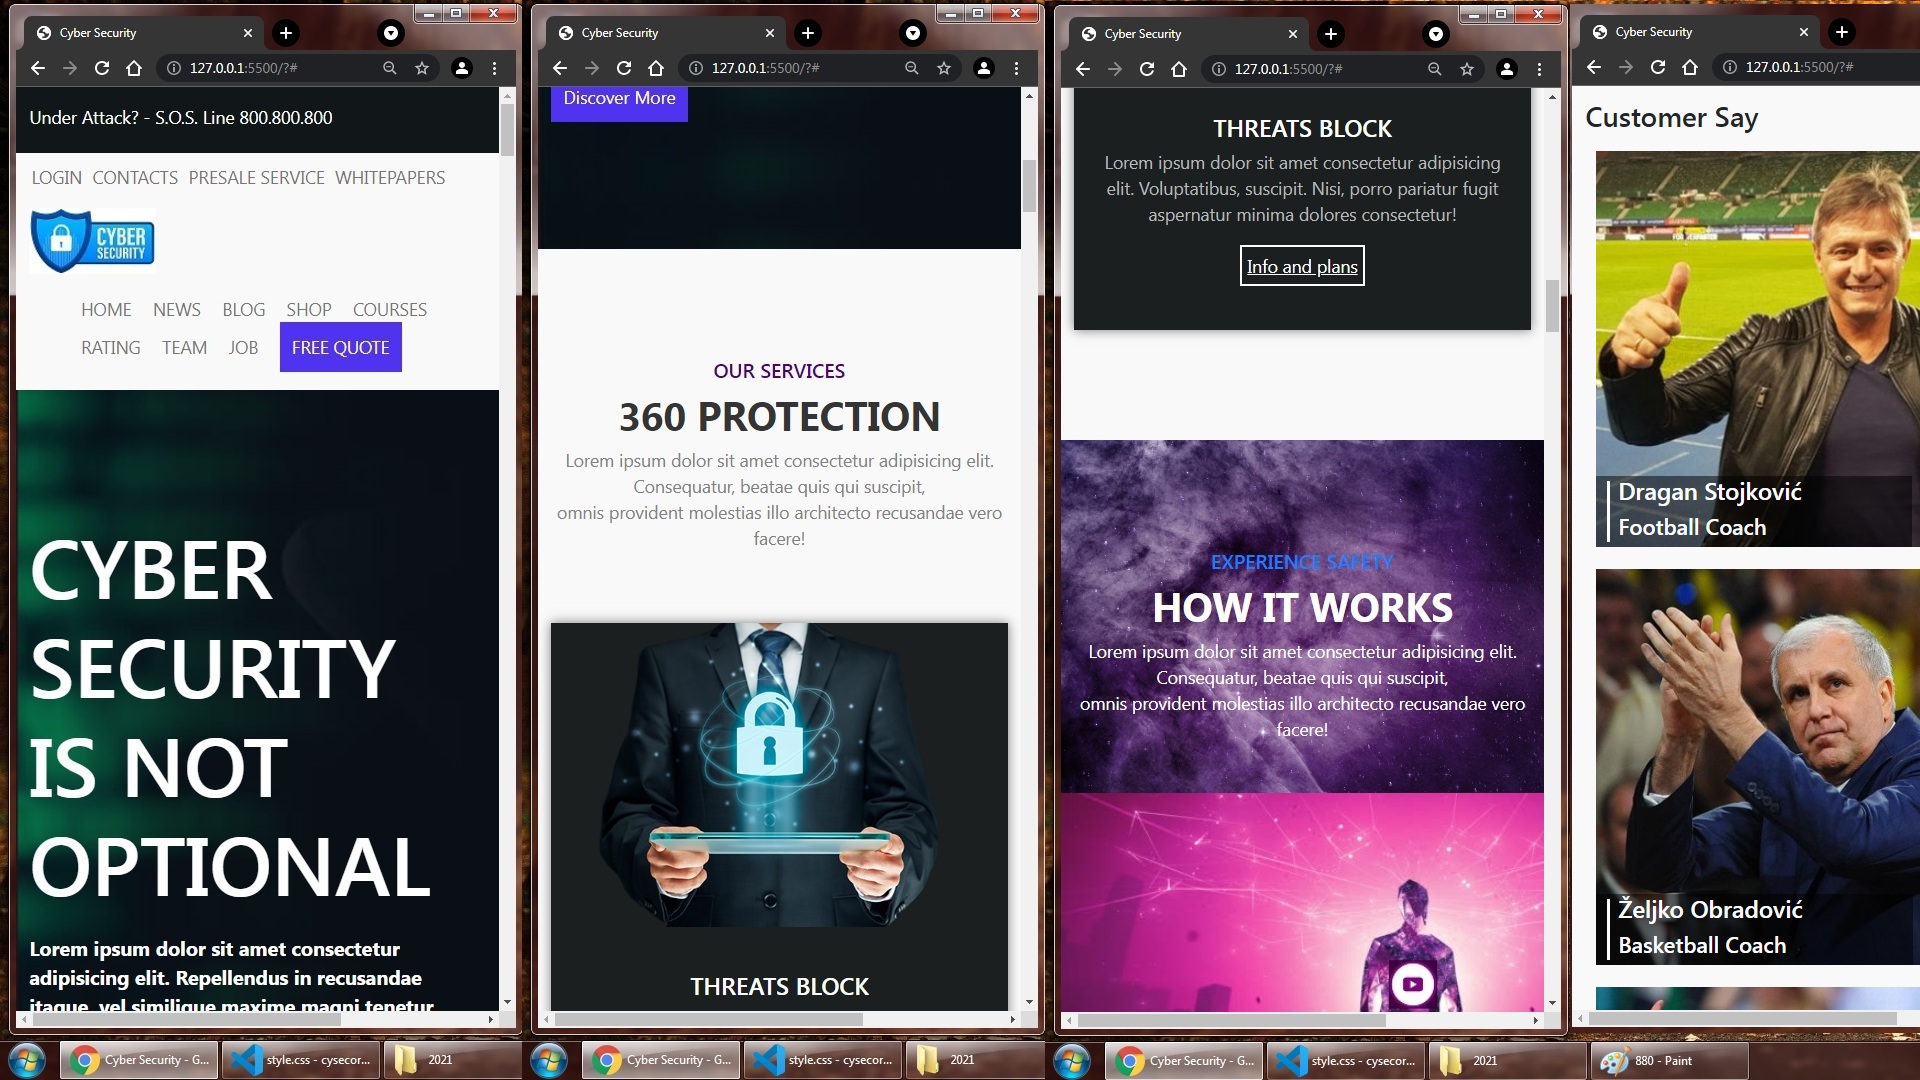 Cyber Security
127.0.0.1:5500/?#
Under Attack? - S.O.S. Line 800.800.800
LOGIN CONTACTS PRESALE SERVICE WHITEPAPERS
CYBER
SECURITY
HOME NEWS BLOG SHOP COURSES
RATING TEAM JOB FREE QUOTE
CYBER
SECURITY
IS NOT
OPTIONAL
Lorem ipsum dolor sit amet consectetur
adipisicing elit. Repellendus in recusandae
itaque, vel similique maxime magni tenetur
Cyber Security - G...
style.css - cysecor...
2021
Cyber Security
127.0.0.1:5500/?#
Discover More
OUR SERVICES
360 PROTECTION
Lorem ipsum dolor sit amet consectetur adipisicing elit.
Consequatur, beatae quis qui suscipit,
omnis provident molestias illo architecto recusandae vero
facere!
THREATS BLOCK
Cyber Security - G...
style.css - cysecor...
2021
Cyber Security
127.0.0.1:5500/?#
THREATS BLOCK
Lorem ipsum dolor sit amet consectetur adipisicing
elit. Voluptatibus, suscipit. Nisi, porro pariatur fugit
aspernatur minima dolores consectetur!
Info and plans
EXPERIENCE SAFETY
HOW IT WORKS
Lorem ipsum dolor sit amet consectetur adipisicing elit.
Consequatur, beatae quis qui suscipit,
omnis provident molestias illo architecto recusandae vero
facere!
Cyber Security - G...
style.css - cysecor...
2021
880 - Paint
Cyber Security
127.0.0.1:5500/?#
Customer Say
Dragan Stojković
Football Coach
Željko Obradović
Basketball Coach